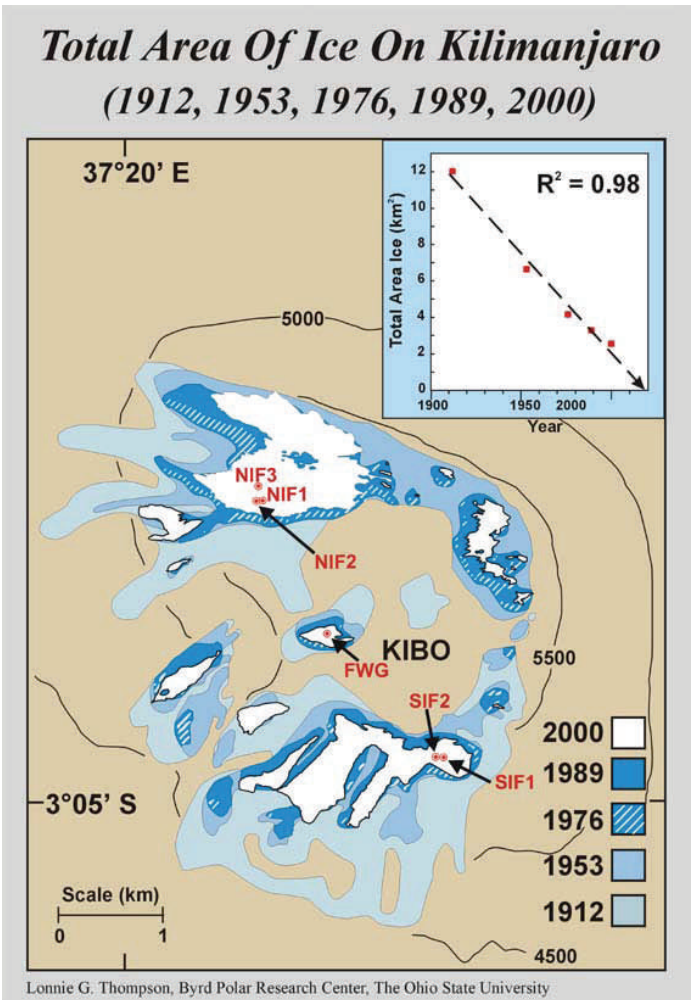 Total Area Of Ice On Kilimanjaro
(1912, 1953, 1976, 1989, 2000)
37°20' E
R² = 0.98
Total Area Ice (km²)
12
10
8
6
4
2
0
1900
1950
2000
Year
5000
NIF3
NIF1
NIF2
KIBO
FWG
5500
SIF2
SIF1
2000
1989
1976
1953
1912
3°05' S
Scale (km)
0 1
4500
Lonnie G. Thompson, Byrd Polar Research Center, The Ohio State University